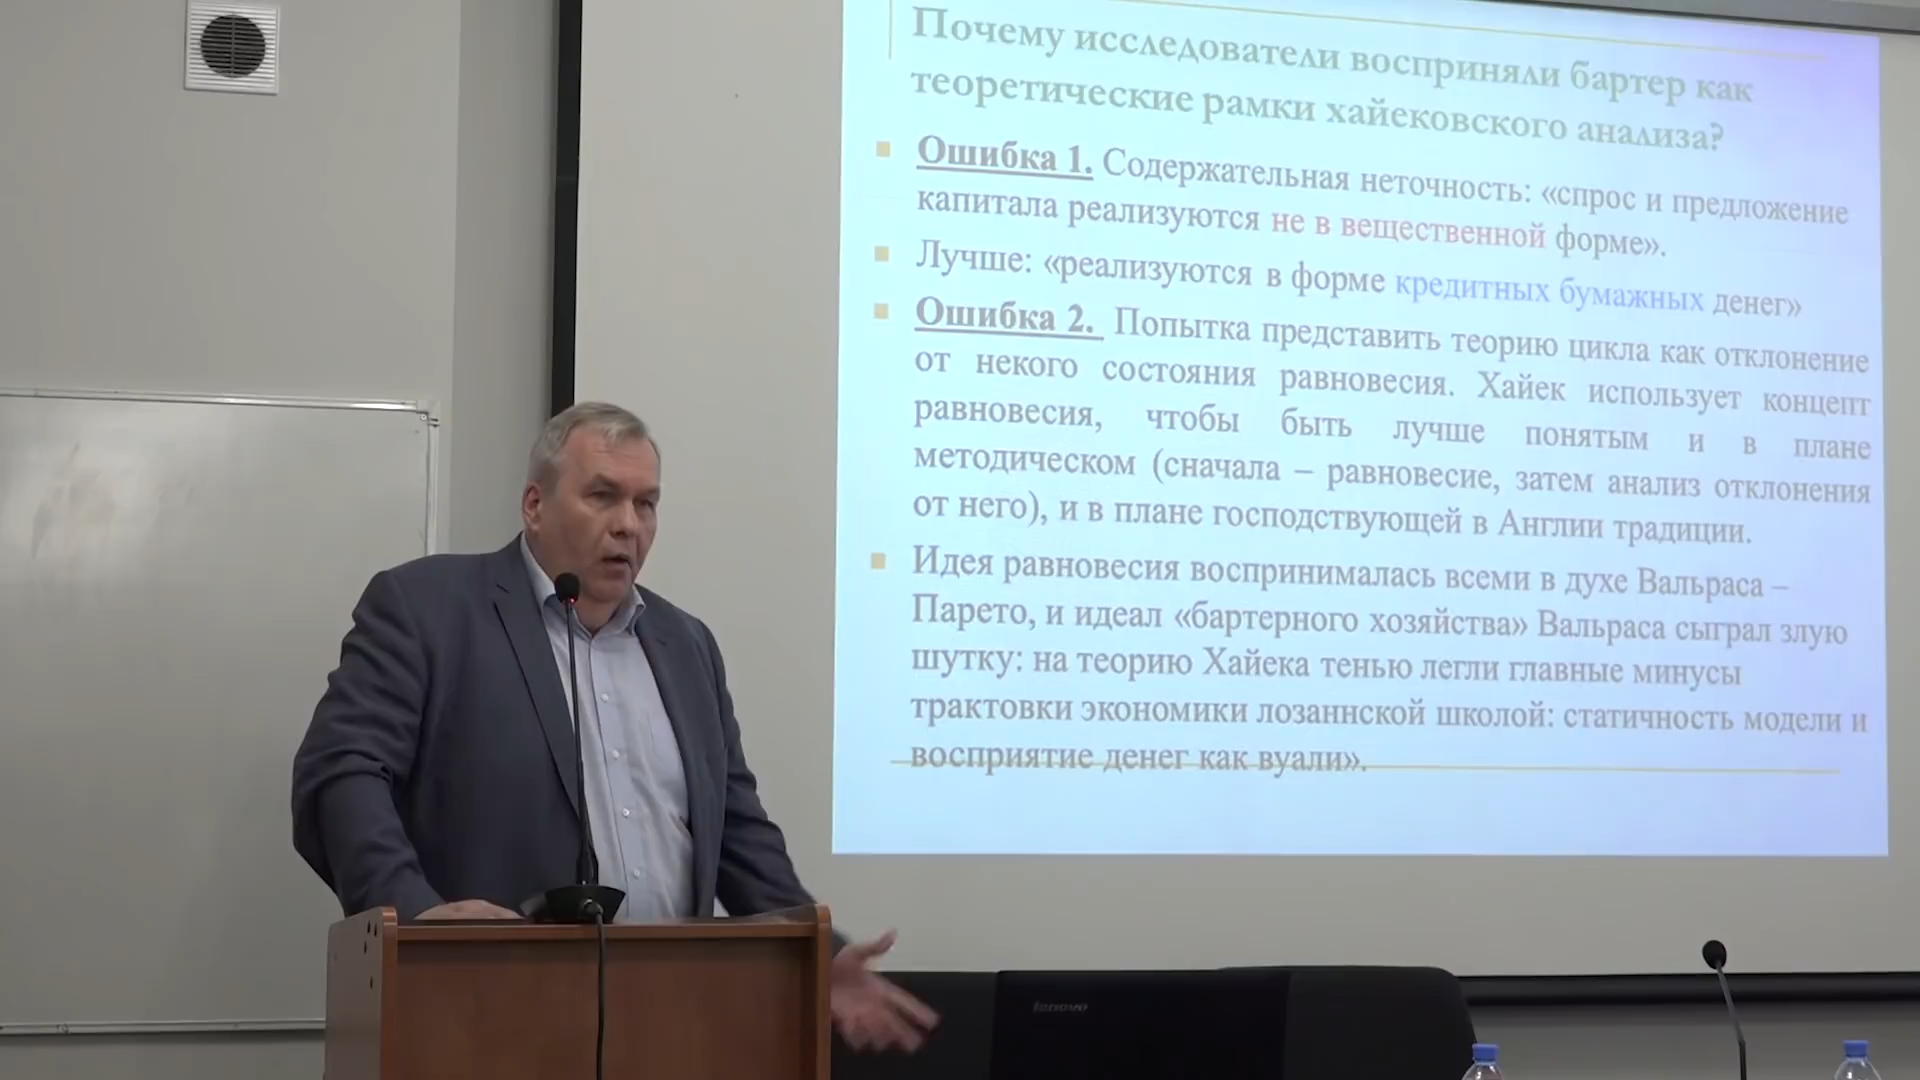 Почему исследователи восприняли бартер как
теоретические рамки хайековского анализа?
Ошибка 1. Содержательная неточность: «спрос и предложение
капитала реализуются не в вещественной форме».
Лучше: «реализуются в форме кредитных бумажных денег»
Ошибка 2. Попытка представить теорию цикла как отклонение
от некого состояния равновесия. Хайек использует концепт
равновесия, чтобы быть лучше понятым и в плане
методическом (сначала – равновесие, затем анализ отклонения
от него), и в плане господствующей в Англии традиции.
Идея равновесия воспринималась всеми в духе Вальраса –
Парето, и идеал «бартерного хозяйства» Вальраса сыграл злую
шутку: на теорию Хайека тенью легли главные минусы
трактовки экономики лозаннской школой: статичность модели и
восприятие денег как вуали».
lenovo